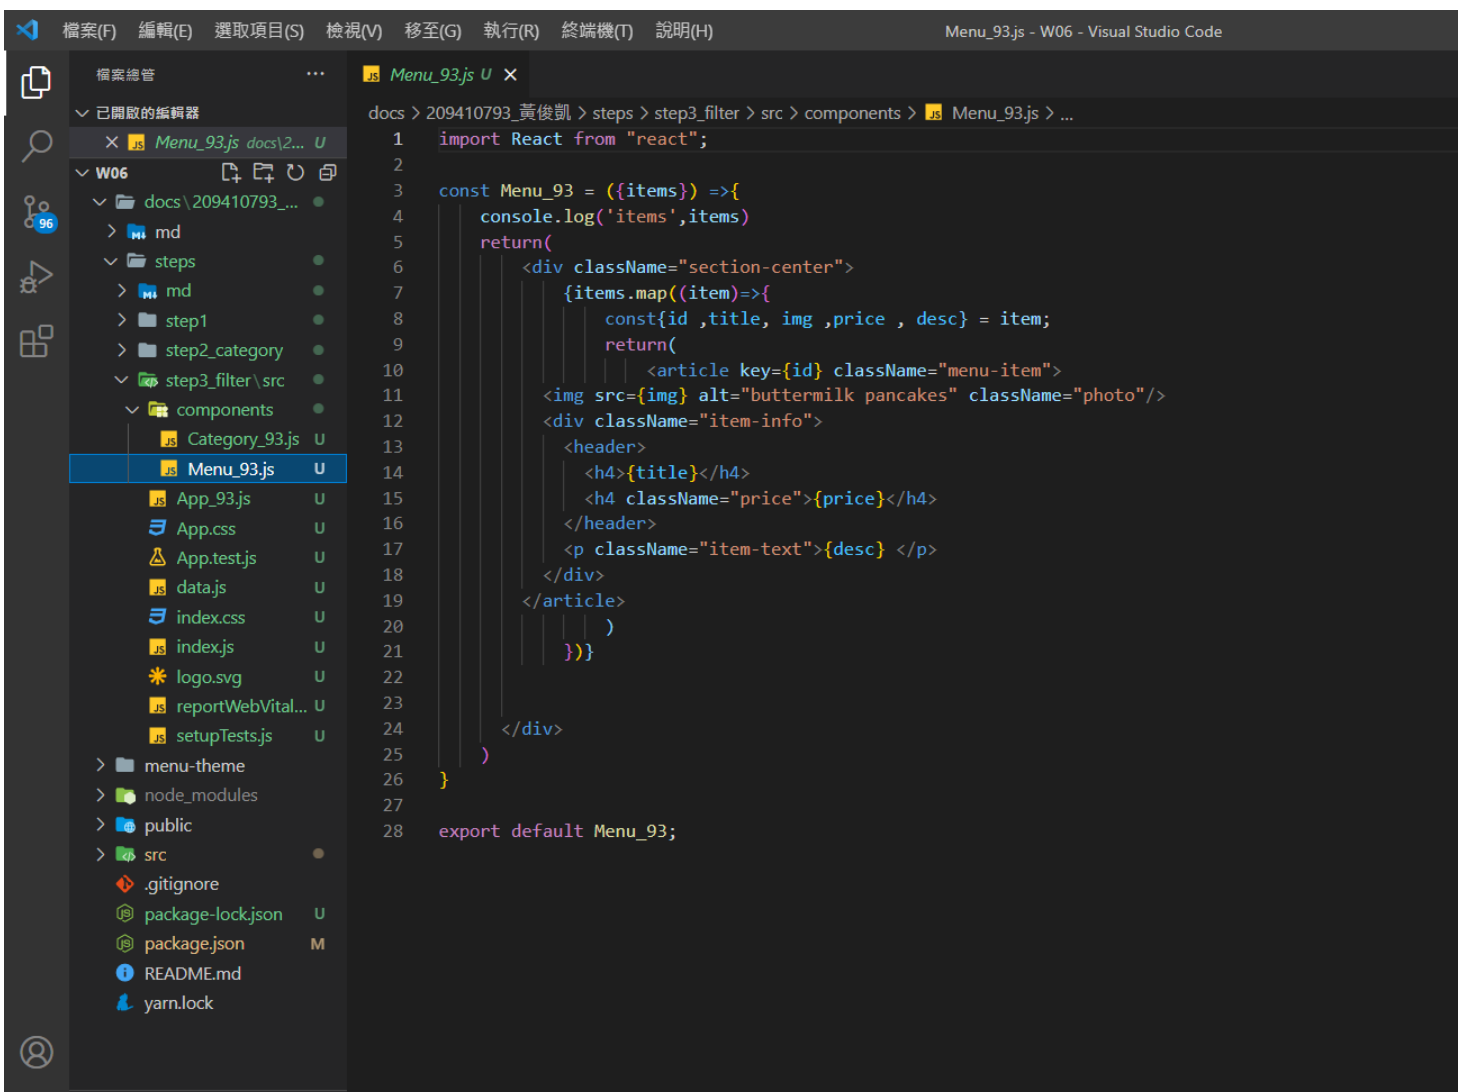 檔案(F) 編輯(E) 選取項目(S) 檢視(V) 移至(G) 執行(R) 終端機(T) 說明(H) Menu_93.js - W06 - Visual Studio Code
檔案總管 ...
已開啟的編輯器
Menu_93.js docs\2... U
W06
docs\209410793_...
md
steps
md
step1
step2_category
step3_filter\src
components
Category_93.js U
Menu_93.js U
App_93.js U
App.css U
App.test.js U
data.js U
index.css U
index.js U
logo.svg U
reportWebVital... U
setupTests.js U
menu-theme
node_modules
public
src
.gitignore
package-lock.json U
package.json M
README.md
yarn.lock
96
Menu_93.js U
docs > 209410793_黃俊凱 > steps > step3_filter > src > components > Menu_93.js > ...
1 import React from "react";
2
3 const Menu_93 = ({items}) =>{
4 console.log('items',items)
5 return(
6 <div className="section-center">
7 {items.map((item)=>{
8 const{id ,title, img ,price , desc} = item;
9 return(
10 <article key={id} className="menu-item">
11 <img src={img} alt="buttermilk pancakes" className="photo"/>
12 <div className="item-info">
13 <header>
14 <h4>{title}</h4>
15 <h4 className="price">{price}</h4>
16 </header>
17 <p className="item-text">{desc} </p>
18 </div>
19 </article>
20 )
21 })}
22
23
24 </div>
25 )
26 }
27
28 export default Menu_93;